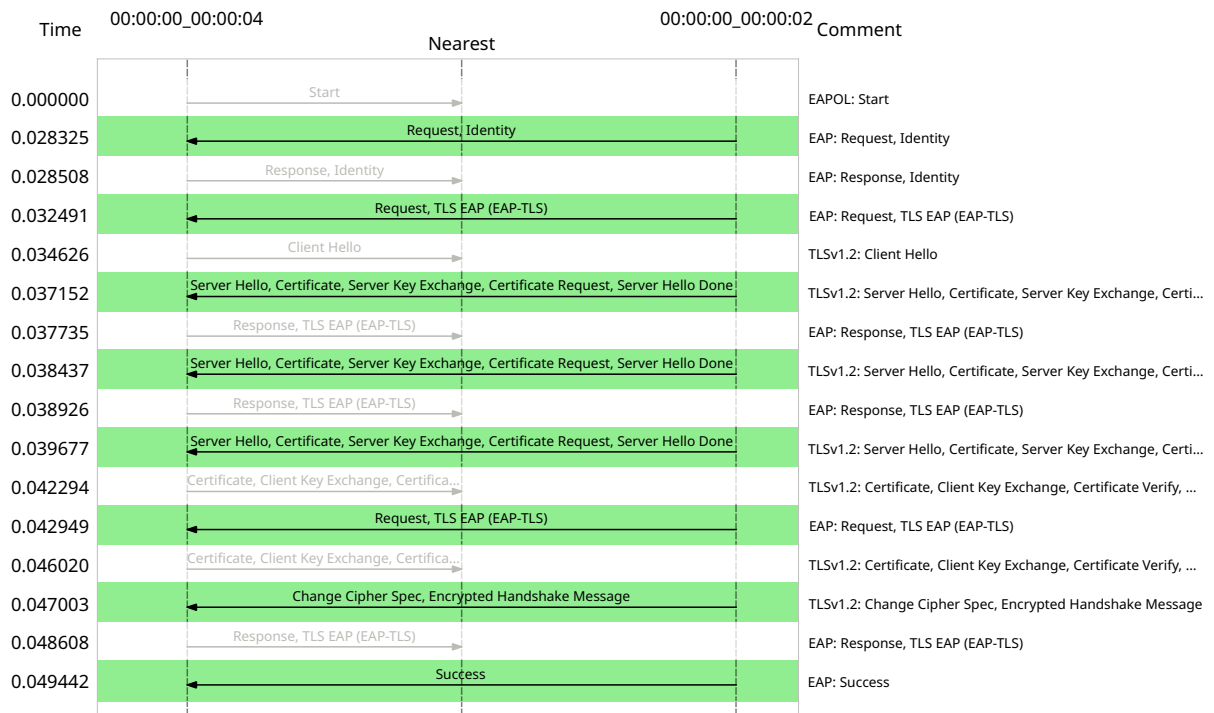 Time 00:00:00_00:00:04 Nearest 00:00:00_00:00:02 Comment
0.000000 Start EAPOL: Start
0.028325 Request, Identity EAP: Request, Identity
0.028508 Response, Identity EAP: Response, Identity
0.032491 Request, TLS EAP (EAP-TLS) EAP: Request, TLS EAP (EAP-TLS)
0.034626 Client Hello TLSv1.2: Client Hello
0.037152 Server Hello, Certificate, Server Key Exchange, Certificate Request, Server Hello Done TLSv1.2: Server Hello, Certificate, Server Key Exchange, Certi...
0.037735 Response, TLS EAP (EAP-TLS) EAP: Response, TLS EAP (EAP-TLS)
0.038437 Server Hello, Certificate, Server Key Exchange, Certificate Request, Server Hello Done TLSv1.2: Server Hello, Certificate, Server Key Exchange, Certi...
0.038926 Response, TLS EAP (EAP-TLS) EAP: Response, TLS EAP (EAP-TLS)
0.039677 Server Hello, Certificate, Server Key Exchange, Certificate Request, Server Hello Done TLSv1.2: Server Hello, Certificate, Server Key Exchange, Certi...
0.042294 Certificate, Client Key Exchange, Certifica... TLSv1.2: Certificate, Client Key Exchange, Certificate Verify, ...
0.042949 Request, TLS EAP (EAP-TLS) EAP: Request, TLS EAP (EAP-TLS)
0.046020 Certificate, Client Key Exchange, Certifica... TLSv1.2: Certificate, Client Key Exchange, Certificate Verify, ...
0.047003 Change Cipher Spec, Encrypted Handshake Message TLSv1.2: Change Cipher Spec, Encrypted Handshake Message
0.048608 Response, TLS EAP (EAP-TLS) EAP: Response, TLS EAP (EAP-TLS)
0.049442 Success EAP: Success